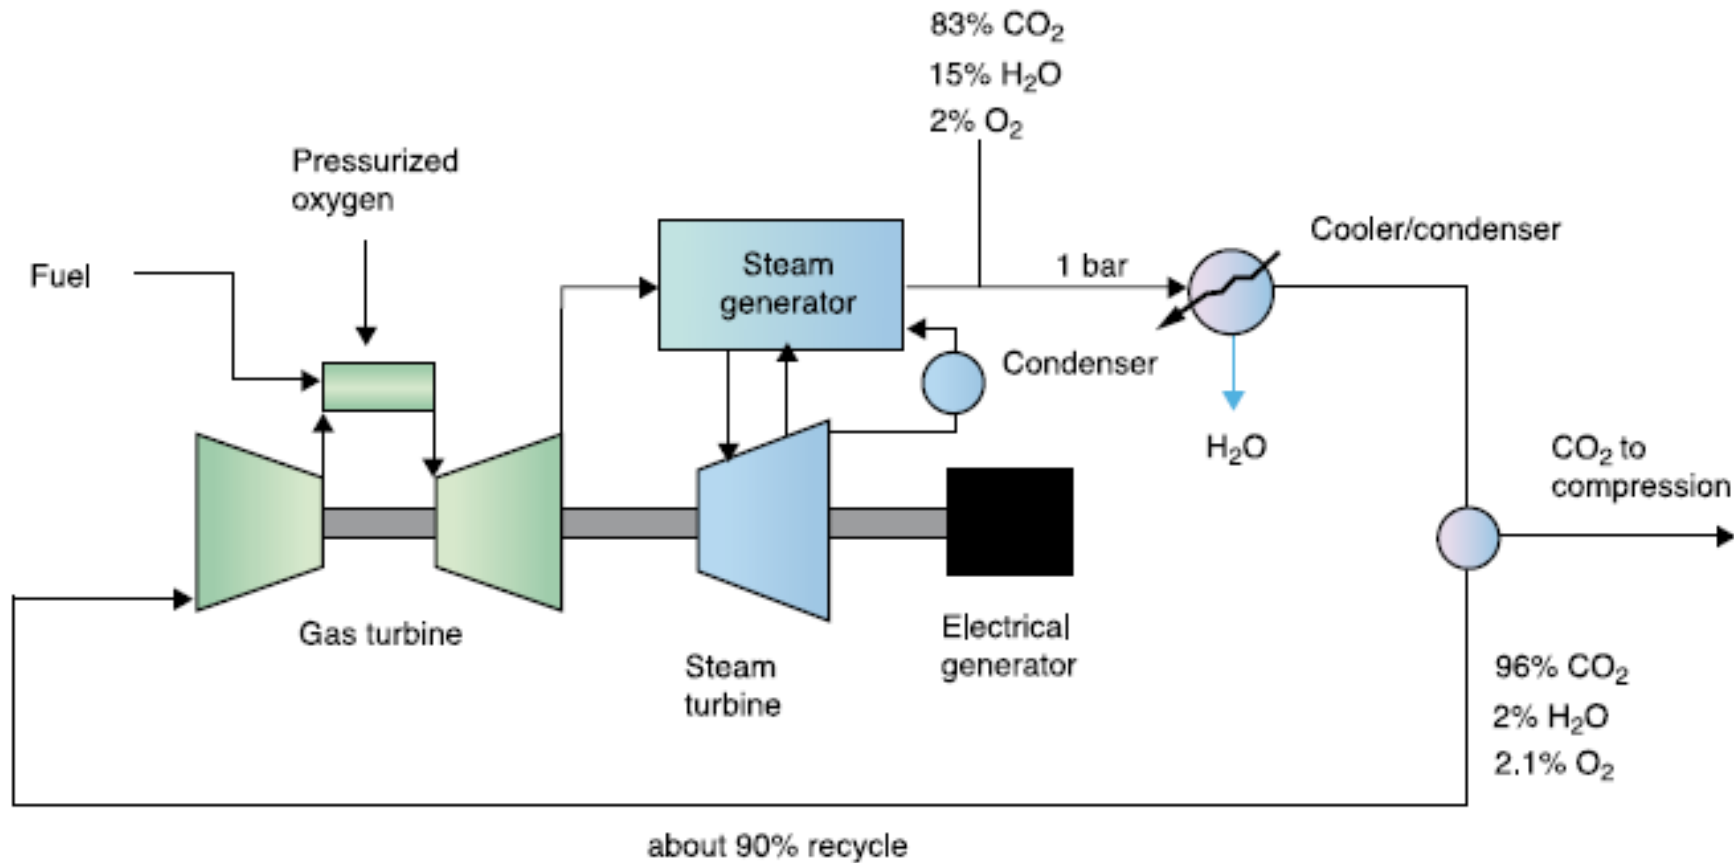 83% CO₂
15% H₂O
2% O₂
Pressurized
oxygen
Fuel
Steam
generator
1 bar
Cooler/condenser
Condenser
H₂O
CO₂ to
compression
Gas turbine
Steam
turbine
Electrical
generator
96% CO₂
2% H₂O
2.1% O₂
about 90% recycle